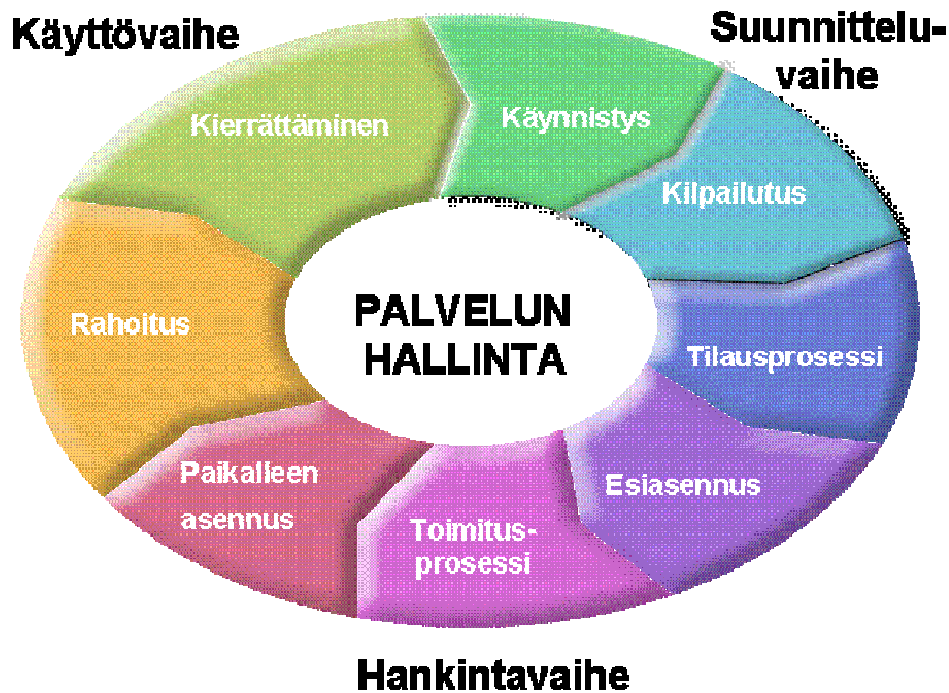 Käyttövaihe
Suunnittelu-
vaihe
Kierrättäminen
Käynnistys
Kilpailutus
Rahoitus
PALVELUN
HALLINTA
Tilausprosessi
Paikalleen
asennus
Esiasennus
Toimitus-
prosessi
Hankintavaihe